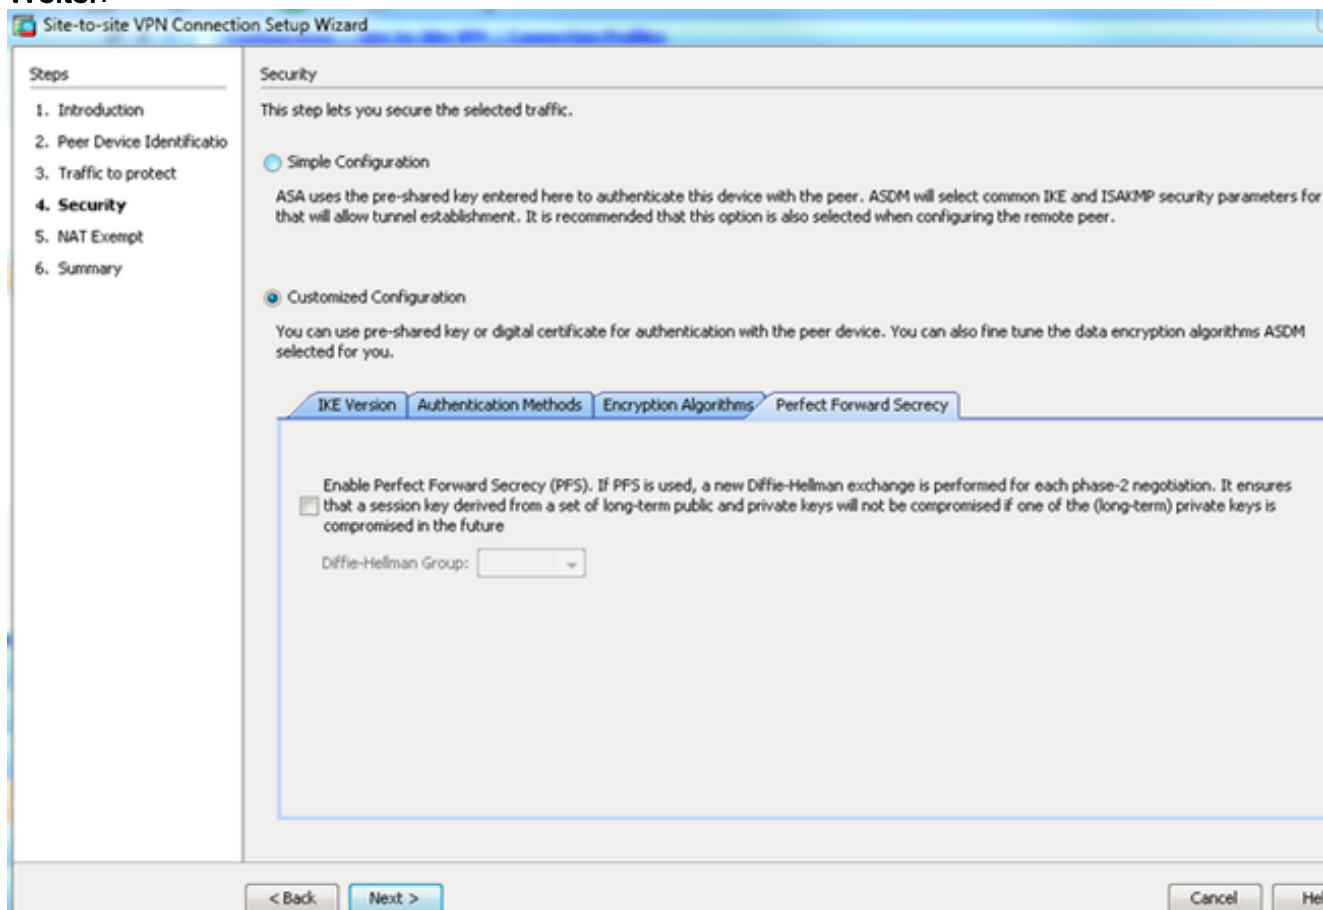 Weiter.
Site-to-site VPN Connection Setup Wizard
Steps
1. Introduction
2. Peer Device Identificatio
3. Traffic to protect
4. Security
5. NAT Exempt
6. Summary
Security
This step lets you secure the selected traffic.
Simple Configuration
ASA uses the pre-shared key entered here to authenticate this device with the peer. ASDM will select common IKE and ISAKMP security parameters for
that will allow tunnel establishment. It is recommended that this option is also selected when configuring the remote peer.
Customized Configuration
You can use pre-shared key or digital certificate for authentication with the peer device. You can also fine tune the data encryption algorithms ASDM
selected for you.
IKE Version Authentication Methods Encryption Algorithms Perfect Forward Secrecy
Enable Perfect Forward Secrecy (PFS). If PFS is used, a new Diffie-Hellman exchange is performed for each phase-2 negotiation. It ensures
that a session key derived from a set of long-term public and private keys will not be compromised if one of the (long-term) private keys is
compromised in the future
Diffie-Hellman Group:
< Back Next > Cancel Hel